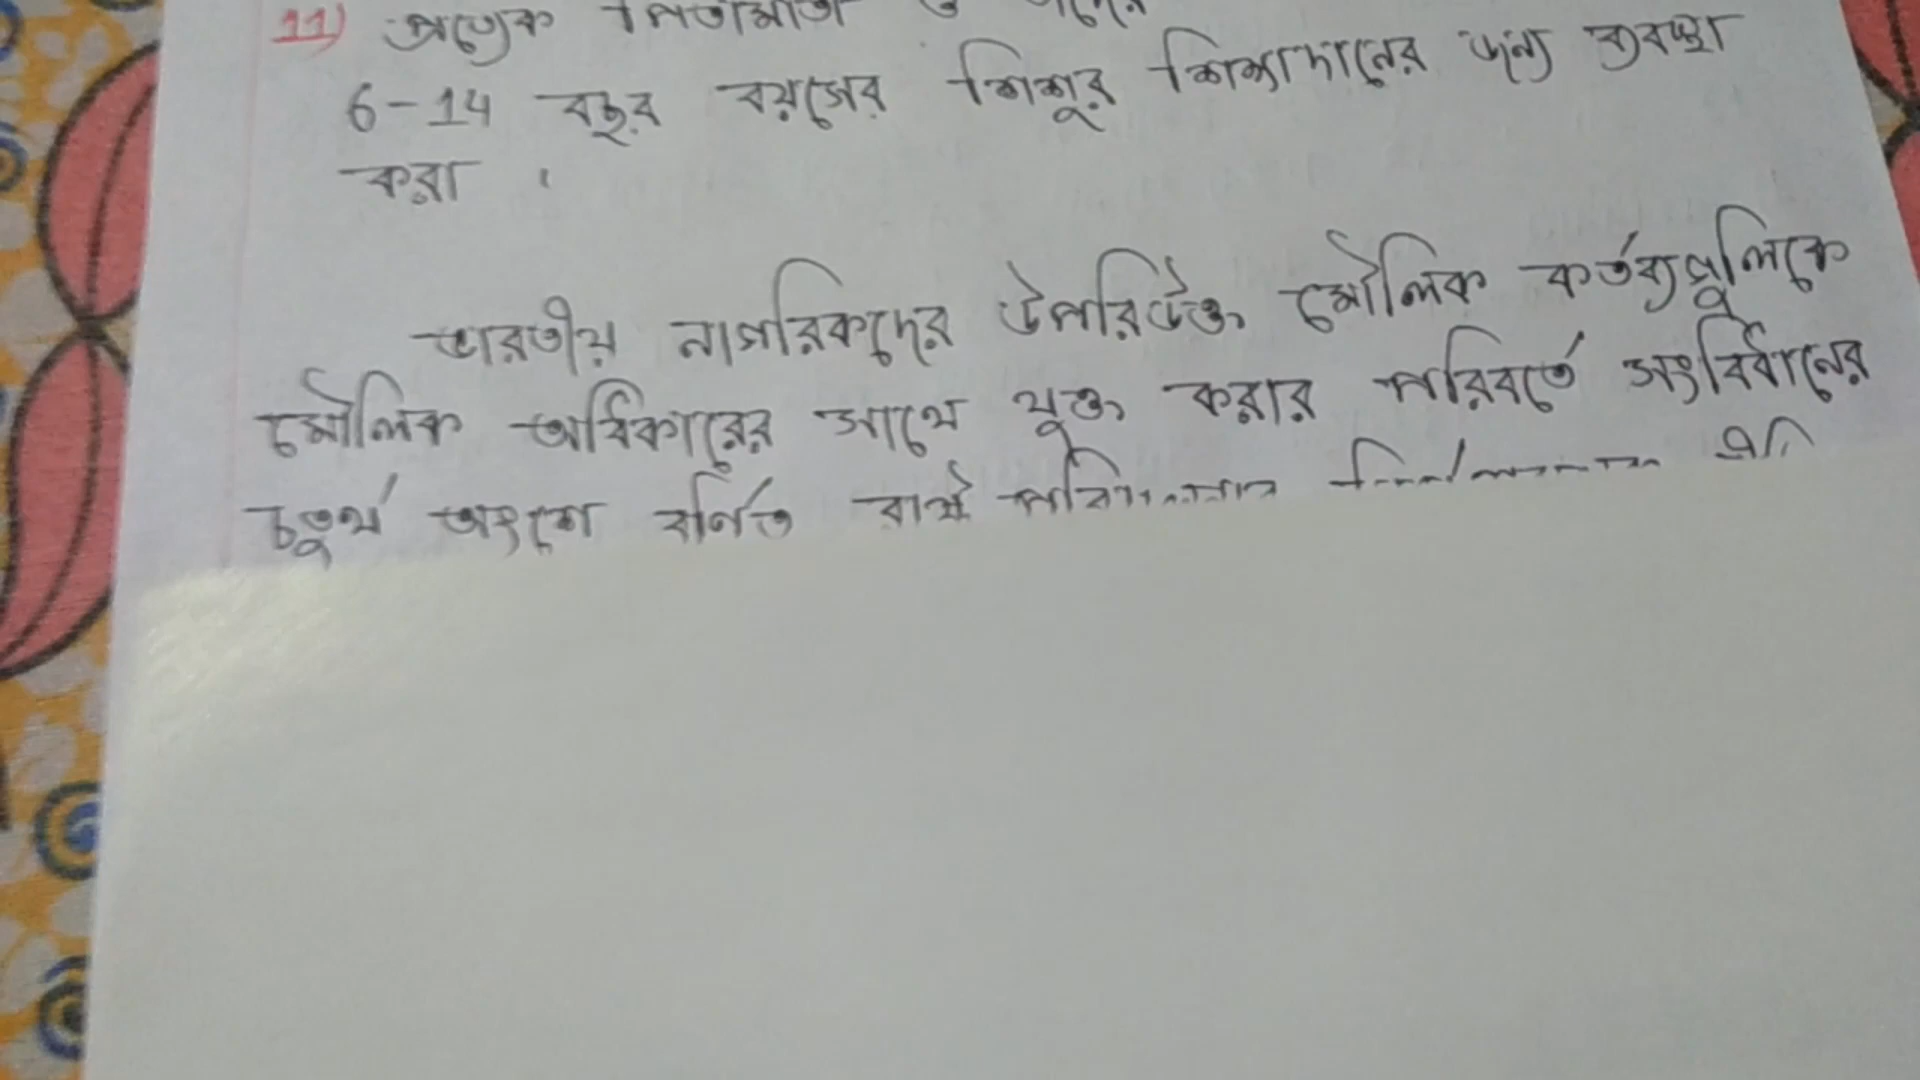 11) প্রত্যেক পিতামাতা ও
6-14 বছর বয়সের শিশুর শিক্ষাদানের জন্য ব্যবস্থা
করা ।
ভারতীয় নাগরিকদের উপরিউক্ত মৌলিক কর্তব্যগুলিকে
মৌলিক অধিকারের সাথে যুক্ত করার পরিবর্তে সংবিধানের
চতুর্থ অংশে বর্ণিত রাষ্ট্র